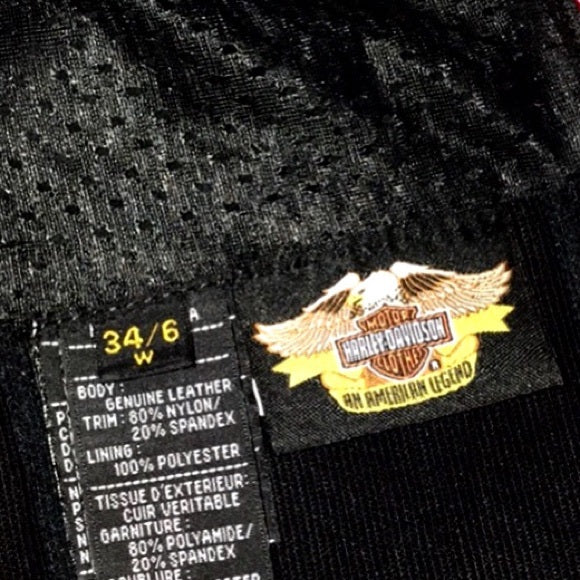 34/6
W
A
BODY:
GENUINE LEATHER
TRIM: 80% NYLON/
20% SPANDEX
LINING:
100% POLYESTER
TISSUE D'EXTERIEUR:
CUIR VERITABLE
GARNITURE:
80% POLYAMIDE/
20% SPANDEX
MOTOR
HARLEY-DAVIDSON
CLOTHES
AN AMERICAN LEGEND